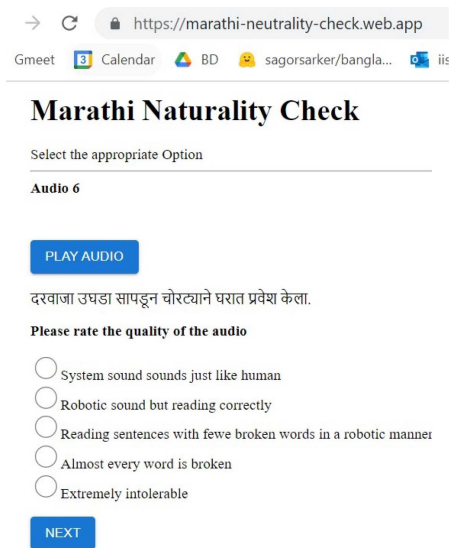 https://marathi-neutrality-check.web.app
Gmeet 3 Calendar BD sagorsarker/bangla... iis
Marathi Naturality Check
Select the appropriate Option
Audio 6
PLAY AUDIO
दरवाजा उघडा सापडून चोरट्याने घरात प्रवेश केला.
Please rate the quality of the audio
System sound sounds just like human
Robotic sound but reading correctly
Reading sentences with fewe broken words in a robotic manner
Almost every word is broken
Extremely intolerable
NEXT